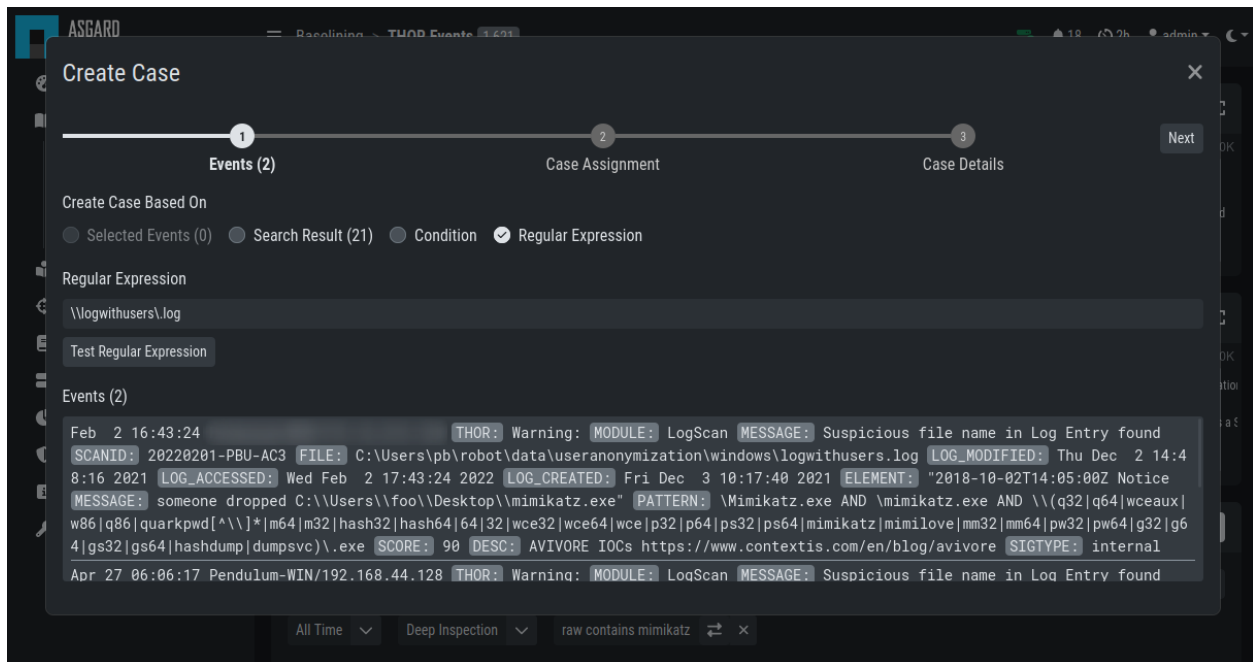 ASGARD
Baselining > THOR Events 1,621
18 2h admin
Create Case
1 2 3 Next
Events (2) Case Assignment Case Details
Create Case Based On
Selected Events (0) Search Result (21) Condition Regular Expression
Regular Expression
\\logwithusers\.log
Test Regular Expression
Events (2)
Feb 2 16:43:24 THOR: Warning: MODULE: LogScan MESSAGE: Suspicious file name in Log Entry found
SCANID: 20220201-PBU-AC3 FILE: C:\Users\pb\robot\data\useranonymization\windows\logwithusers.log LOG_MODIFIED: Thu Dec 2 14:4
8:16 2021 LOG_ACCESSED: Wed Feb 2 17:43:24 2022 LOG_CREATED: Fri Dec 3 10:17:40 2021 ELEMENT: "2018-10-02T14:05:00Z Notice
MESSAGE: someone dropped C:\\Users\\foo\\Desktop\\mimikatz.exe" PATTERN: \Mimikatz.exe AND \mimikatz.exe AND \\(q32|q64|wceaux|
w86|q86|quarkpwd[^\\]*|m64|m32|hash32|hash64|64|32|wce32|wce64|wce|p32|p64|ps32|ps64|mimikatz|mimilove|mm32|mm64|pw32|pw64|g32|g6
4|gs32|gs64|hashdump|dumpsvc)\.exe SCORE: 90 DESC: AVIVORE IOCs https://www.contextis.com/en/blog/avivore SIGTYPE: internal
Apr 27 06:06:17 Pendulum-WIN/192.168.44.128 THOR: Warning: MODULE: LogScan MESSAGE: Suspicious file name in Log Entry found
All Time Deep Inspection raw contains mimikatz